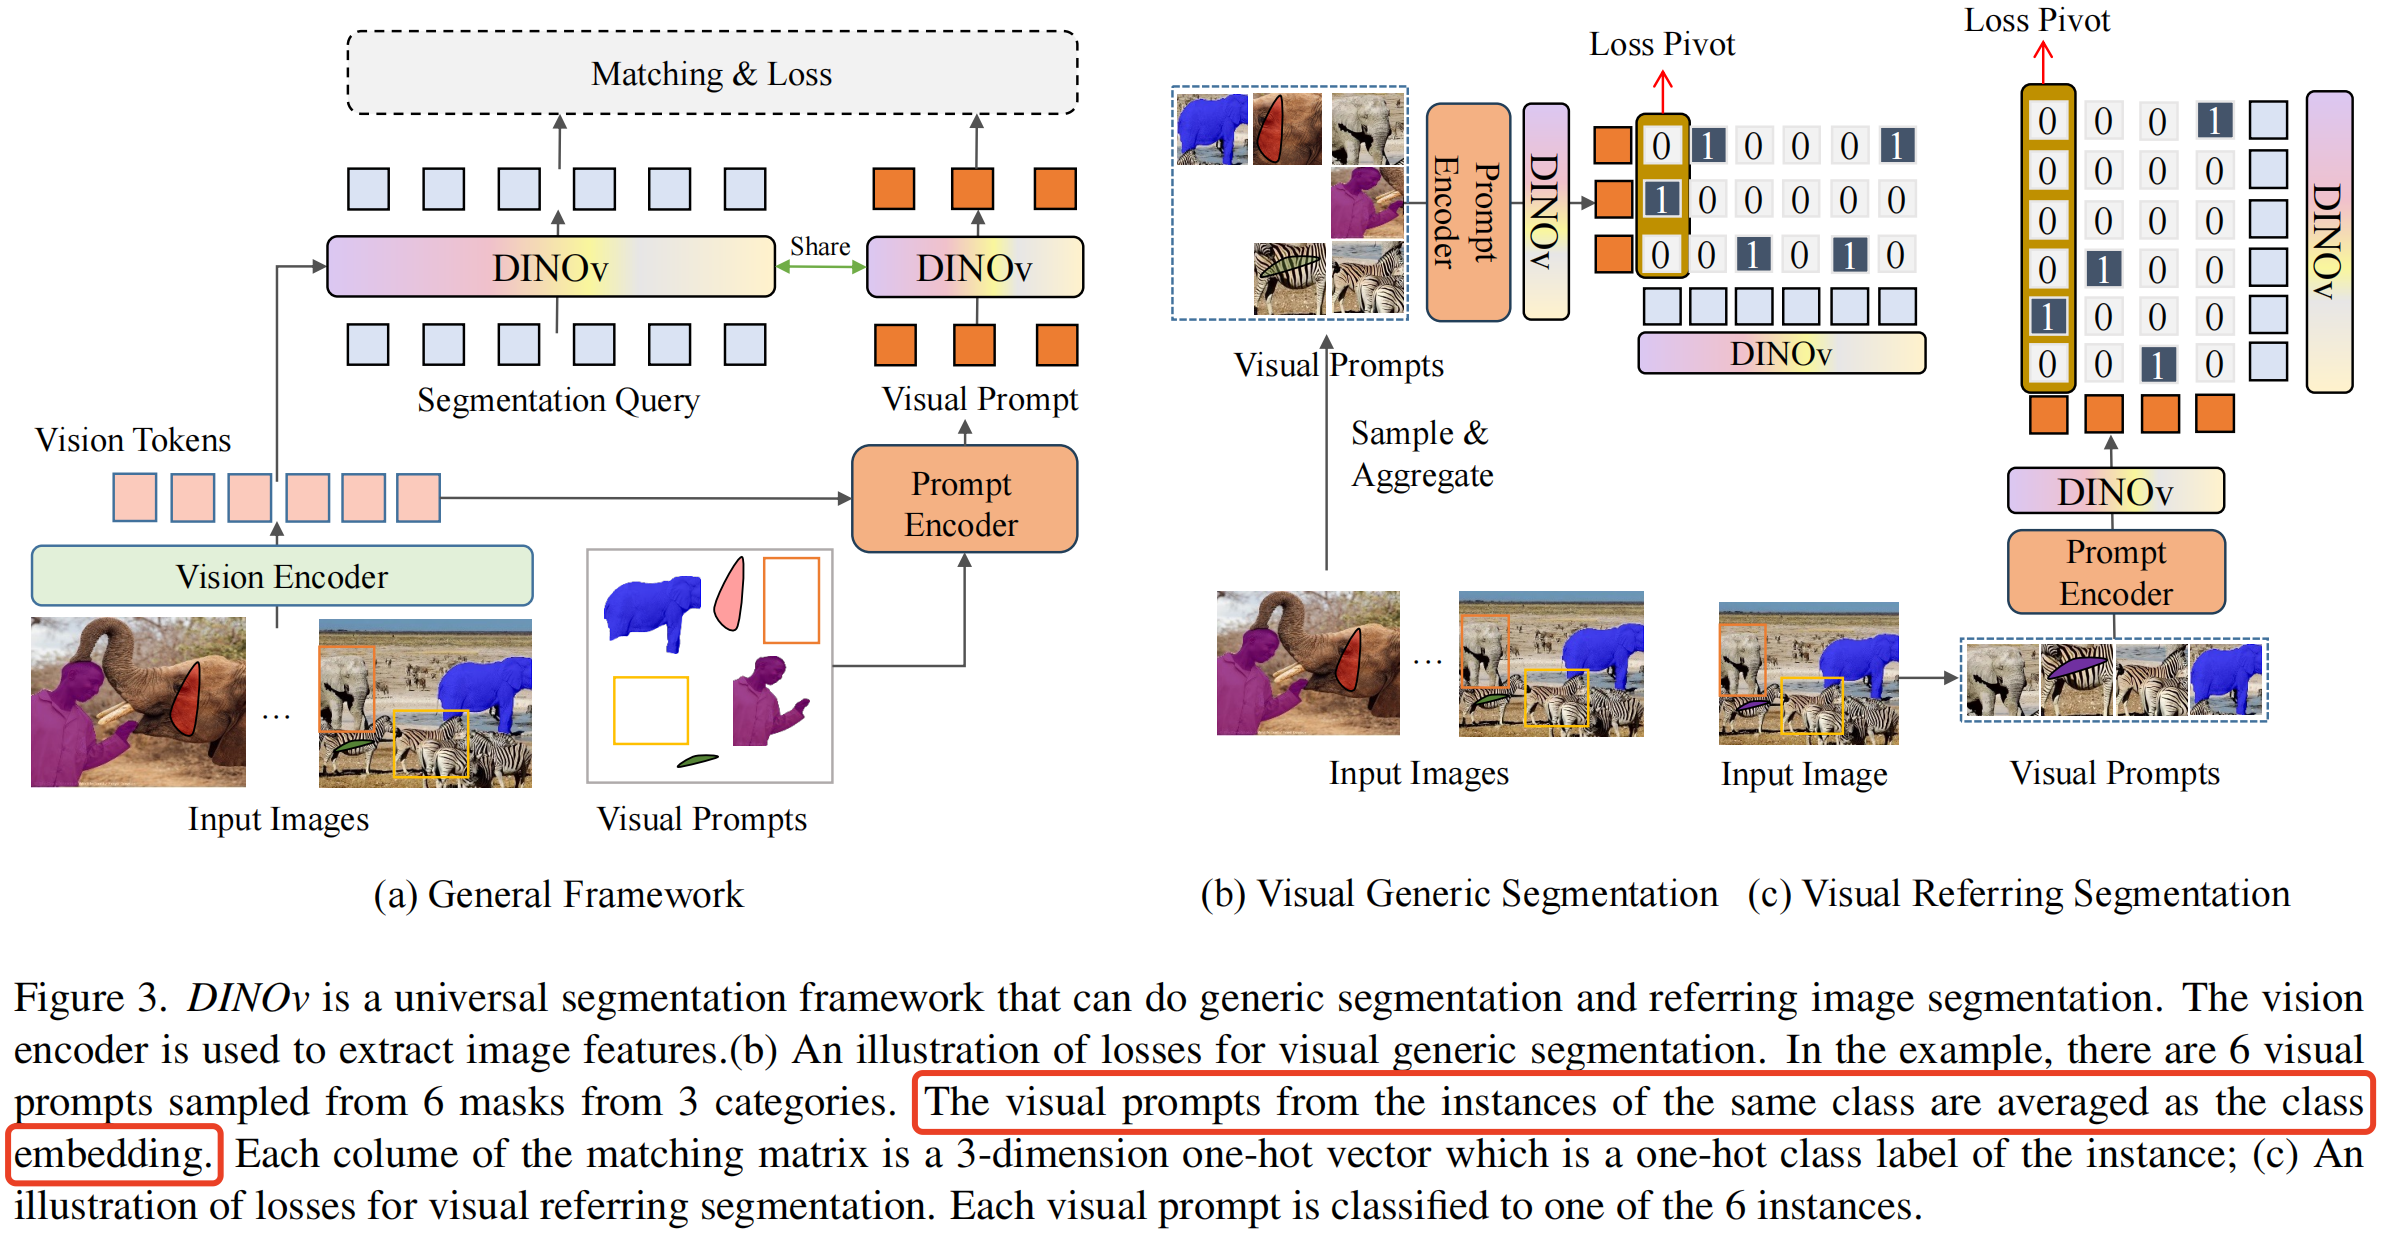 Matching & Loss
DINOv
Share
DINOv
Segmentation Query
Visual Prompt
Vision Tokens
Prompt
Encoder
Vision Encoder
...
Input Images
Visual Prompts
(a) General Framework
Loss Pivot
Prompt
Encoder
DINOv
0 1 0 0 0 1
1 0 0 0 0 0
0 0 1 0 1 0
DINOv
Visual Prompts
Sample &
Aggregate
...
Input Images
(b) Visual Generic Segmentation
Loss Pivot
0 0 0 1
0 0 0 0
0 0 0 0
0 1 0 0
1 0 0 0
0 0 1 0
DINOv
DINOv
Prompt
Encoder
Input Image
Visual Prompts
(c) Visual Referring Segmentation
Figure 3. DINOv is a universal segmentation framework that can do generic segmentation and referring image segmentation. The vision
encoder is used to extract image features.(b) An illustration of losses for visual generic segmentation. In the example, there are 6 visual
prompts sampled from 6 masks from 3 categories. The visual prompts from the instances of the same class are averaged as the class
embedding. Each colume of the matching matrix is a 3-dimension one-hot vector which is a one-hot class label of the instance; (c) An
illustration of losses for visual referring segmentation. Each visual prompt is classified to one of the 6 instances.